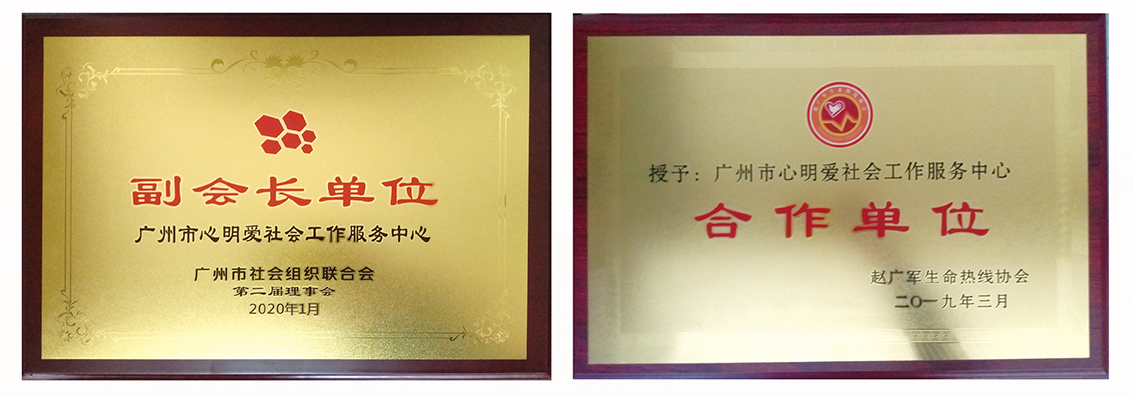 副会长单位
广州市心明爱社会工作服务中心
广州市社会组织联合会
第二届理事会
2020年1月
授予：广州市心明爱社会工作服务中心
合作单位
赵广军生命热线协会
二〇一九年三月